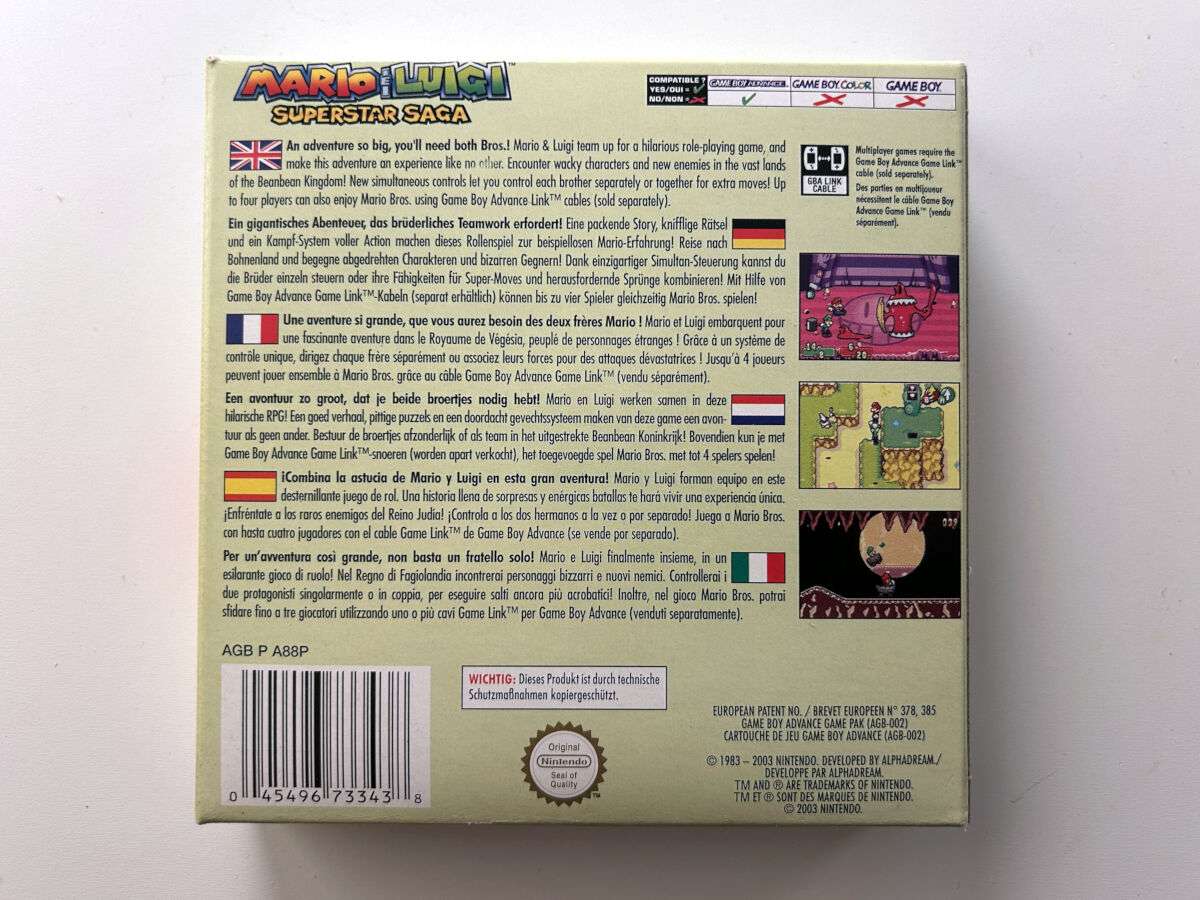 MARIO & LUIGI™
SUPERSTAR SAGA
COMPATIBLE ?
YES/OUI =
NO/NON =
GAME BOY ADVANCE
GAME BOY COLOR
GAME BOY
An adventure so big, you'll need both Bros.! Mario & Luigi team up for a hilarious role-playing game, and
make this adventure an experience like no other. Encounter wacky characters and new enemies in the vast lands
of the Beanbean Kingdom! New simultaneous controls let you control each brother separately or together for extra moves! Up
to four players can also enjoy Mario Bros. using Game Boy Advance Link™ cables (sold separately).
GBA LINK
CABLE
Multiplayer games require the
Game Boy Advance Game Link™
cable (sold separately).
Des parties en multijoueur
nécessitent le câble Game Boy
Advance Game Link™ (vendu
séparément).
Ein gigantisches Abenteuer, das brüderliches Teamwork erfordert! Eine packende Story, knifflige Rätsel
und ein Kampf-System voller Action machen dieses Rollenspiel zur beispiellosen Mario-Erfahrung! Reise nach
Bohnenland und begegne abgedrehten Charakteren und bizarren Gegnern! Dank einzigartiger Simultan-Steuerung kannst du
die Brüder einzeln steuern oder ihre Fähigkeiten für Super-Moves und herausfordernde Sprünge kombinieren! Mit Hilfe von
Game Boy Advance Game Link™-Kabeln (separat erhältlich) können bis zu vier Spieler gleichzeitig Mario Bros. spielen!
Une aventure si grande, que vous aurez besoin des deux frères Mario ! Mario et Luigi embarquent pour
une fascinante aventure dans le Royaume de Végésia, peuplé de personnages étranges ! Grâce à un système de
contrôle unique, dirigez chaque frère séparément ou associez leurs forces pour des attaques dévastatrices ! Jusqu'à 4 joueurs
peuvent jouer ensemble à Mario Bros. grâce au câble Game Boy Advance Game Link™ (vendu séparément).
Een avontuur zo groot, dat je beide broertjes nodig hebt! Mario en Luigi werken samen in deze
hilarische RPG! Een goed verhaal, pittige puzzels en een doordacht gevechtssysteem maken van deze game een avon-
tuur als geen ander. Bestuur de broertjes afzonderlijk of als team in het uitgestrekte Beanbean Koninkrijk! Bovendien kun je met
Game Boy Advance Game Link™-snoeren (worden apart verkocht), het toegevoegde spel Mario Bros. met tot 4 spelers spelen!
¡Combina la astucia de Mario y Luigi en esta gran aventura! Mario y Luigi forman equipo en este
desternillante juego de rol. Una historia llena de sorpresas y enérgicas batallas te hará vivir una experiencia única.
¡Enfréntate a los raros enemigos del Reino Judía! ¡Controla a los dos hermanos a la vez o por separado! Juega a Mario Bros.
con hasta cuatro jugadores con el cable Game Link™ de Game Boy Advance (se vende por separado).
Per un'avventura così grande, non basta un fratello solo! Mario e Luigi finalmente insieme, in un
esilarante gioco di ruolo! Nel Regno di Fagiolandia incontrerai personaggi bizzarri e nuovi nemici. Controllerai i
due protagonisti singolarmente o in coppia, per eseguire salti ancora più acrobatici! Inoltre, nel gioco Mario Bros. potrai
sfidare fino a tre giocatori utilizzando uno o più cavi Game Link™ per Game Boy Advance (venduti separatamente).
AGB P A88P
0 45496 73343 8
WICHTIG: Dieses Produkt ist durch technische
Schutzmaßnahmen kopiergeschützt.
Original
Nintendo
Seal of
Quality
™
EUROPEAN PATENT NO. / BREVET EUROPEEN N° 378, 385
GAME BOY ADVANCE GAME PAK (AGB-002)
CARTOUCHE DE JEU GAME BOY ADVANCE (AGB-002)
© 1983 – 2003 NINTENDO. DEVELOPED BY ALPHADREAM./
DEVELOPPE PAR ALPHADREAM.
TM AND ® ARE TRADEMARKS OF NINTENDO.
TM ET ® SONT DES MARQUES DE NINTENDO.
© 2003 NINTENDO.